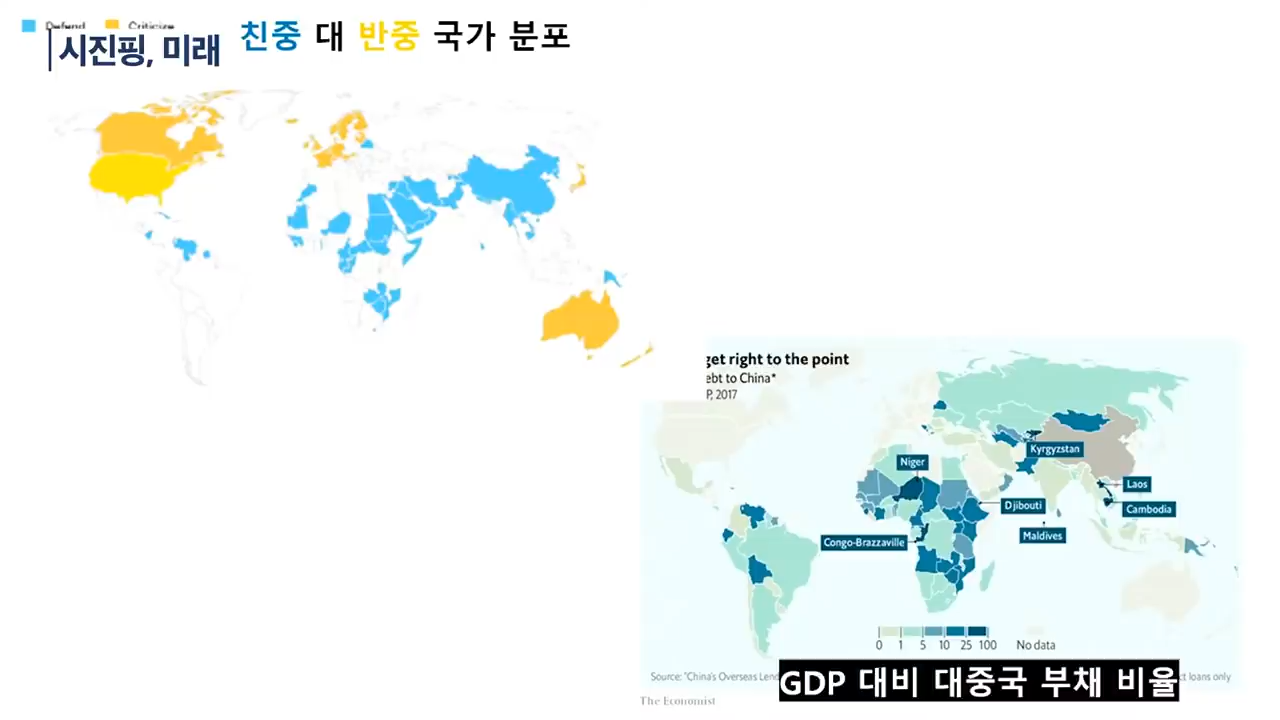 Defend Criticize
시진핑, 미래
친중 대 반중 국가 분포
get right to the point
ebt to China*
P, 2017
Kyrgyzstan
Niger
Laos
Djibouti
Cambodia
Maldives
Congo-Brazzaville
0 1 5 10 25 100 No data
Source: "China's Overseas Lend
ct loans only
GDP 대비 대중국 부채 비율
The Economist